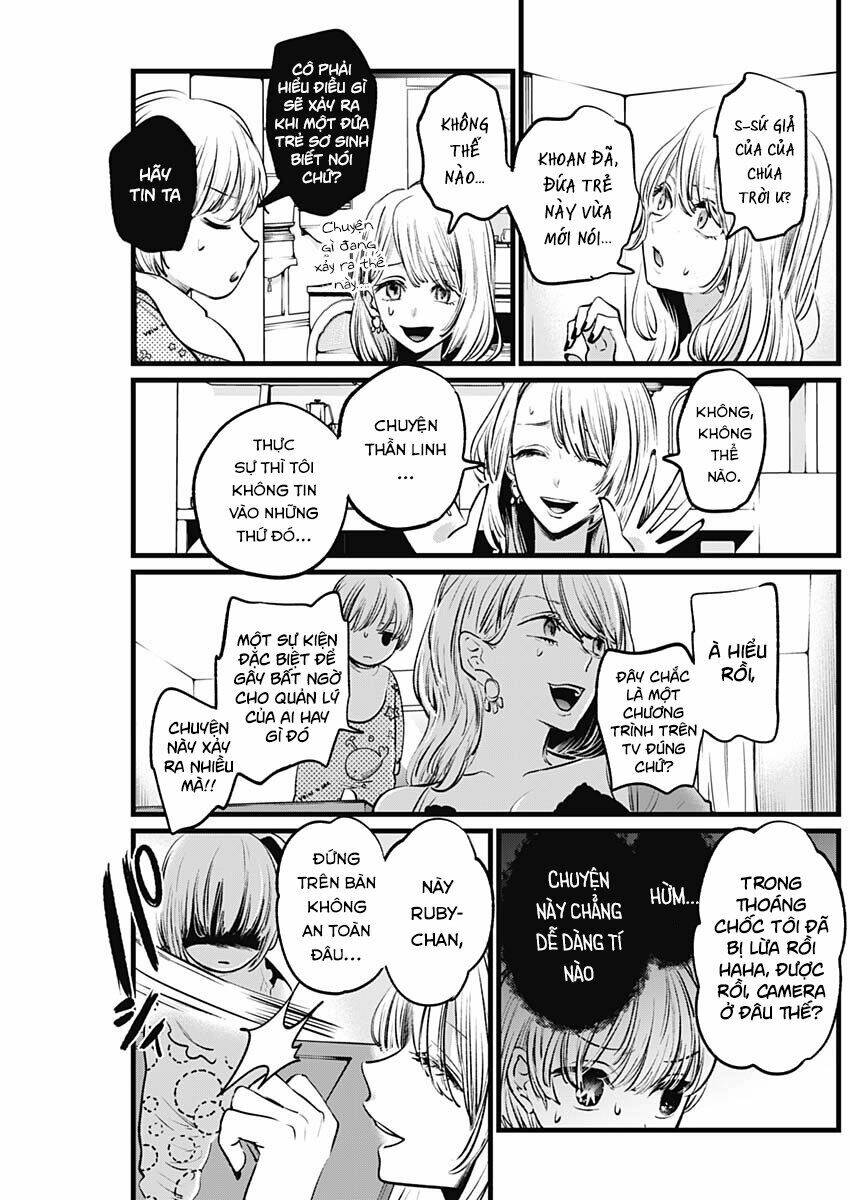 S-SỨ GIẢ
CỦA CỦA
CHÚA
TRỜI Ư?
KHOAN ĐÃ,
ĐỨA TRẺ
NÀY VỪA
MỚI NÓI...
KHÔNG
THỂ
NÀO...
Chuyện
gì đang
xảy ra thế
này...
CÔ PHẢI
HIỂU ĐIỀU GÌ
SẼ XẢY RA
KHI MỘT ĐỨA
TRẺ SƠ SINH
BIẾT NÓI
CHỨ?
HÃY
TIN TA
KHÔNG,
KHÔNG
THỂ
NÀO.
CHUYỆN
THẦN LINH
...
THỰC
SỰ THÌ TÔI
KHÔNG TIN
VÀO NHỮNG
THỨ ĐÓ...
À HIỂU
RỒI,
ĐÂY CHẮC
LÀ MỘT
CHƯƠNG
TRÌNH TRÊN
TV ĐÚNG
CHỨ?
MỘT SỰ KIỆN
ĐẶC BIỆT ĐỂ
GÂY BẤT NGỜ
CHO QUẢN LÝ
CỦA AI HAY
GÌ ĐÓ
CHUYỆN
NÀY XẢY
RA NHIỀU
MÀ!!
TRONG
THOÁNG
CHỐC TÔI ĐÃ
BỊ LỪA RỒI
HAHA, ĐƯỢC
RỒI, CAMERA
Ở ĐÂU THẾ?
HỪM...
CHUYỆN
NÀY CHẲNG
DỄ DÀNG TÍ
NÀO
NÀY
RUBY-
CHAN,
ĐỨNG
TRÊN BÀN
KHÔNG
AN TOÀN
ĐÂU...